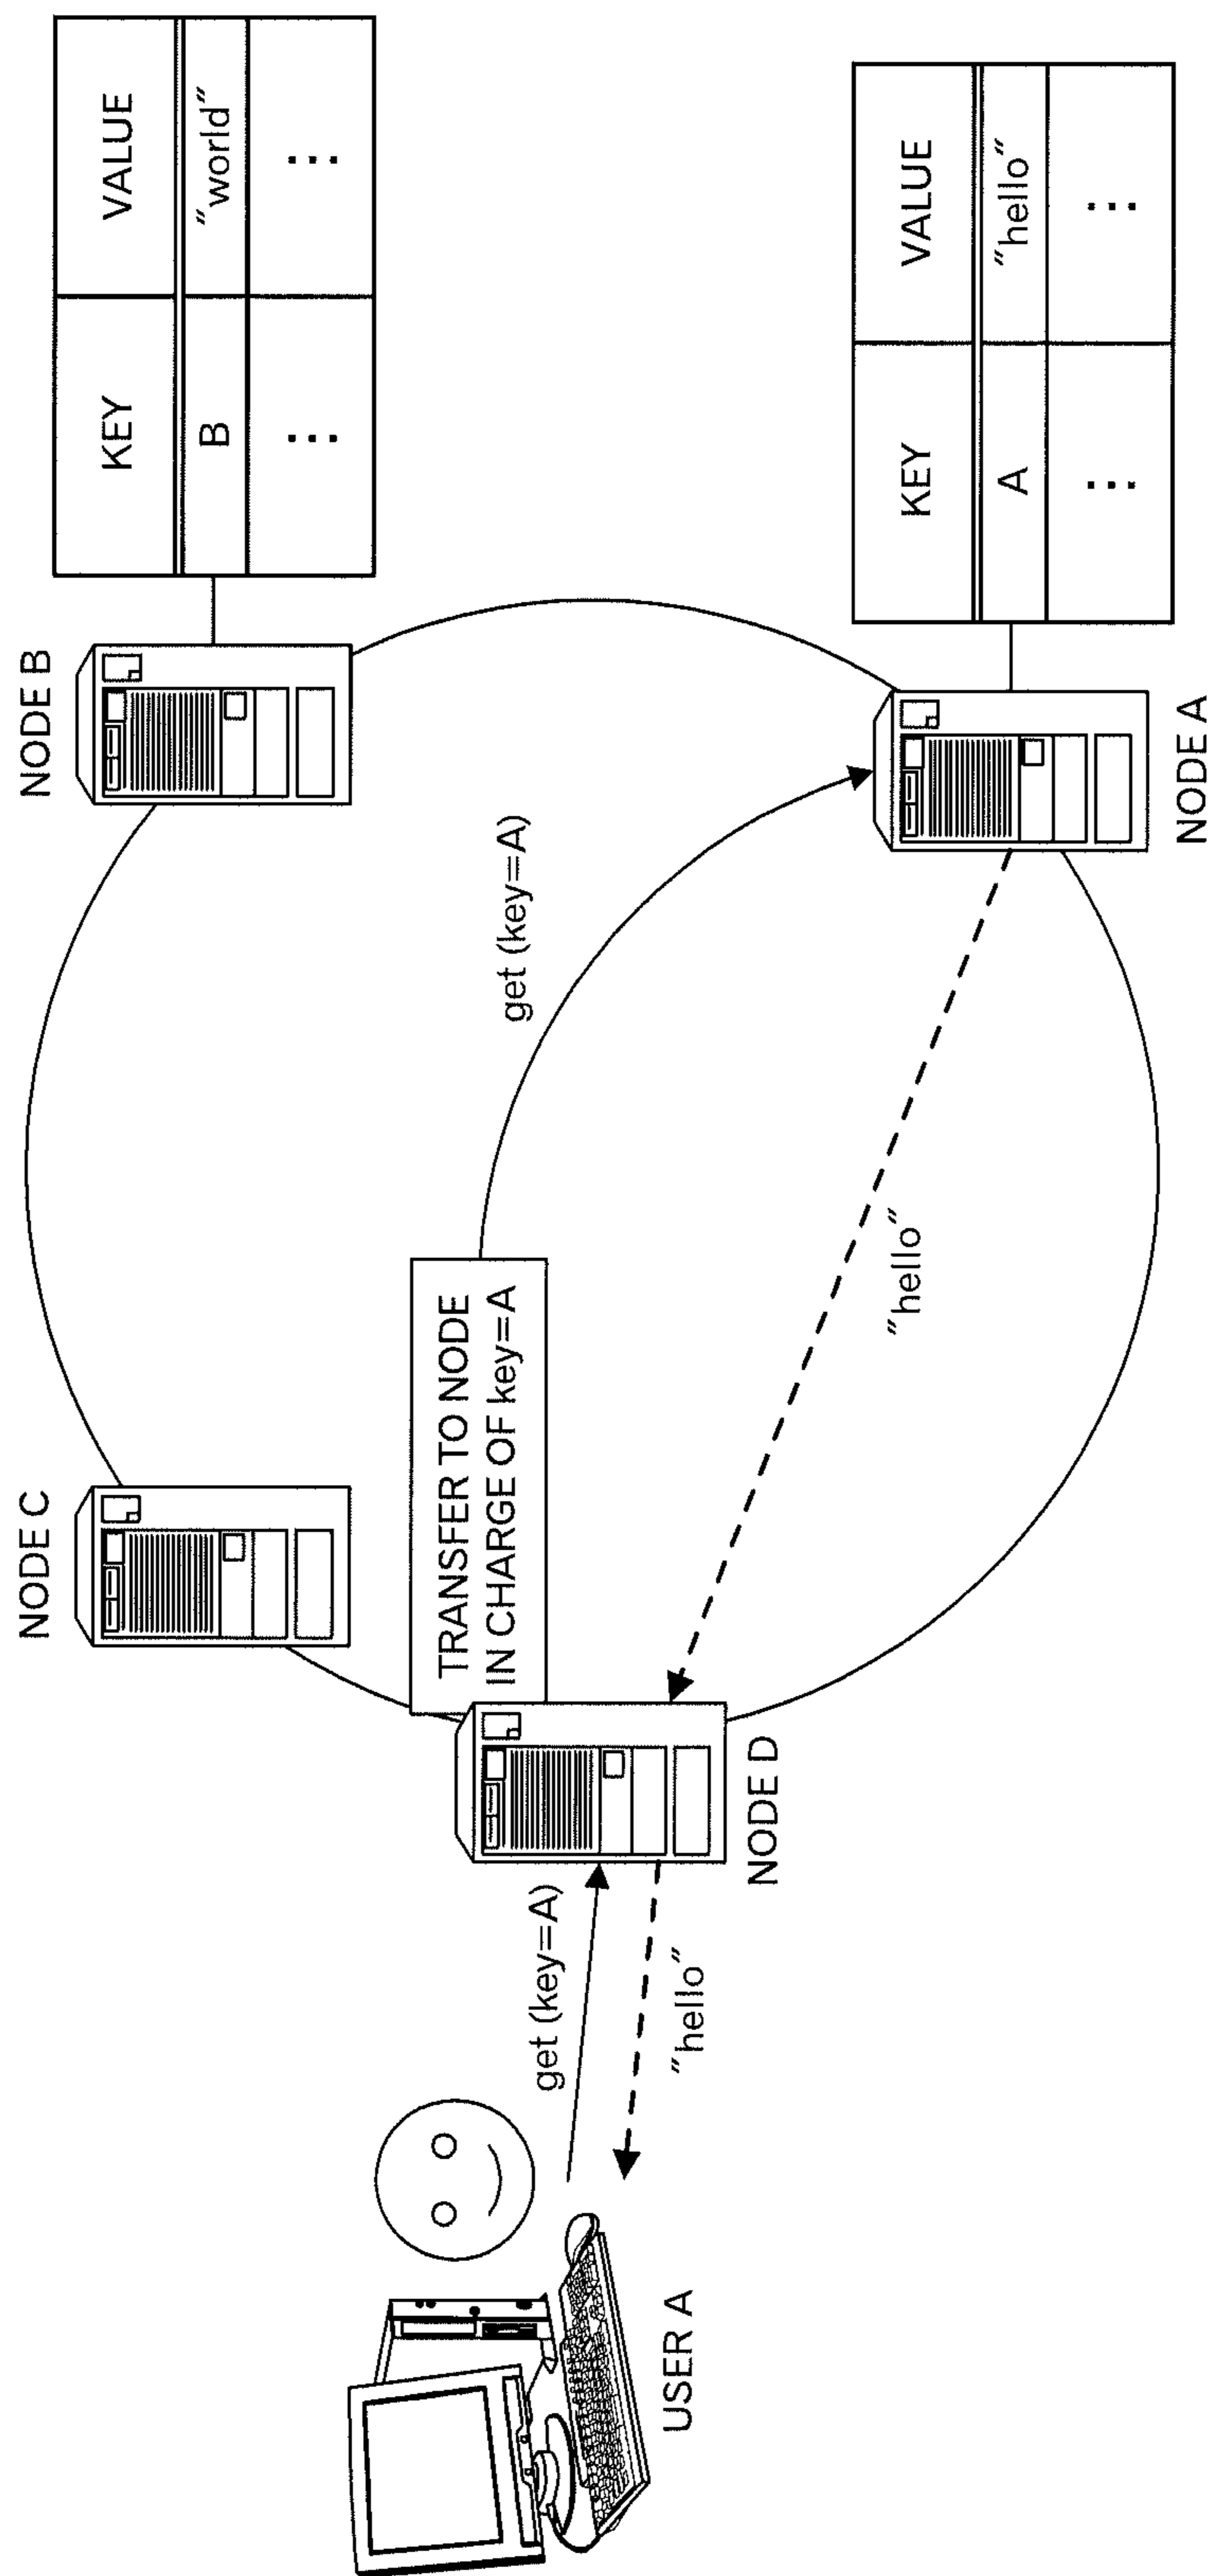 NODE C
NODE B
KEY VALUE
B "world"
⋮ ⋮
TRANSFER TO NODE
IN CHARGE OF key=A
get (key=A)
get (key=A)
"hello"
NODE D
"hello"
USER A
KEY VALUE
A "hello"
⋮ ⋮
NODE A